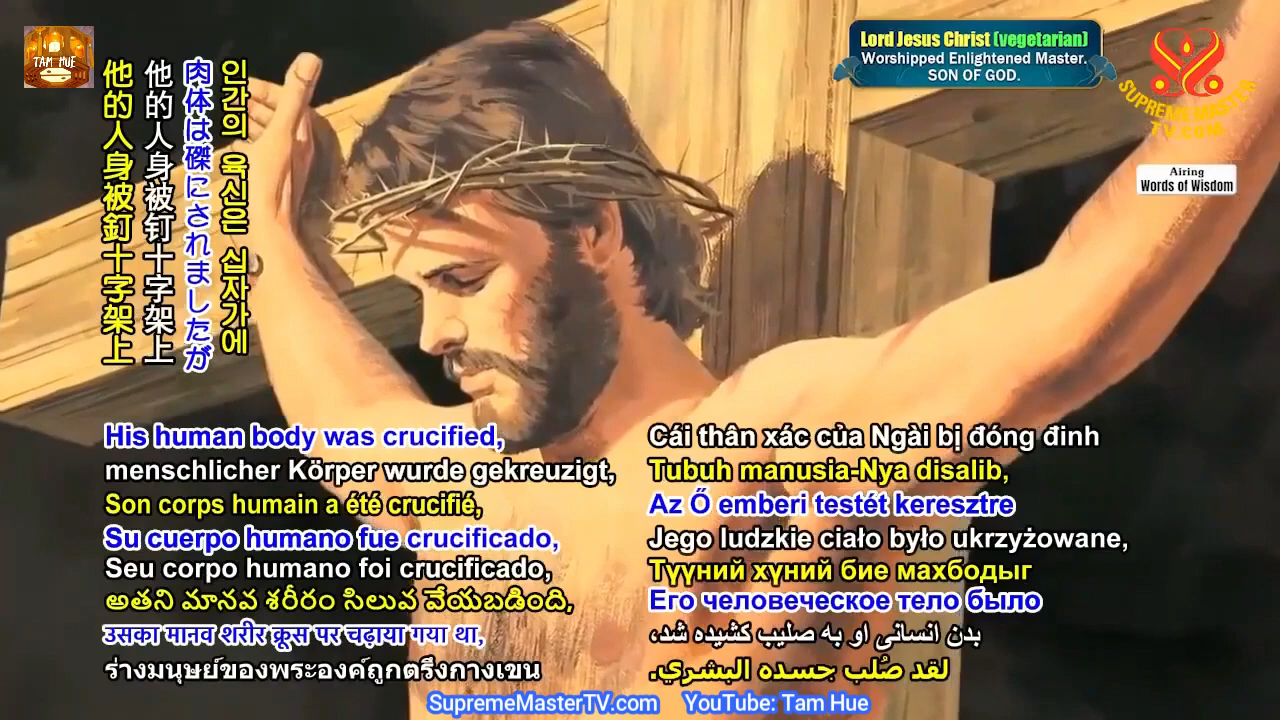 TAM HUE
Lord Jesus Christ (vegetarian)
Worshipped Enlightened Master.
SON OF GOD.
SUPREME MASTER
TV.COM
Airing
Words of Wisdom
인간의 육신은 십자가에
肉体は磔にされましたが
他的人身被钉十字架上
他的人身被釘十字架上
His human body was crucified,
menschlicher Körper wurde gekreuzigt,
Son corps humain a été crucifié,
Su cuerpo humano fue crucificado,
Seu corpo humano foi crucificado,
అతని మానవ శరీరం సిలువ వేయబడింది,
उसका मानव शरीर क्रूस पर चढ़ाया गया था,
ร่างมนุษย์ของพระองค์ถูกตรึงกางเขน
Cái thân xác của Ngài bị đóng đinh
Tubuh manusia-Nya disalib,
Az Ő emberi testét keresztre
Jego ludzkie ciało było ukrzyżowane,
Түүний хүний бие махбодыг
Его человеческое тело было
بدن انسانی او به صلیب کشیده شد،
لقد صُلب جسده البشري.
SupremeMasterTV.com YouTube: Tam Hue